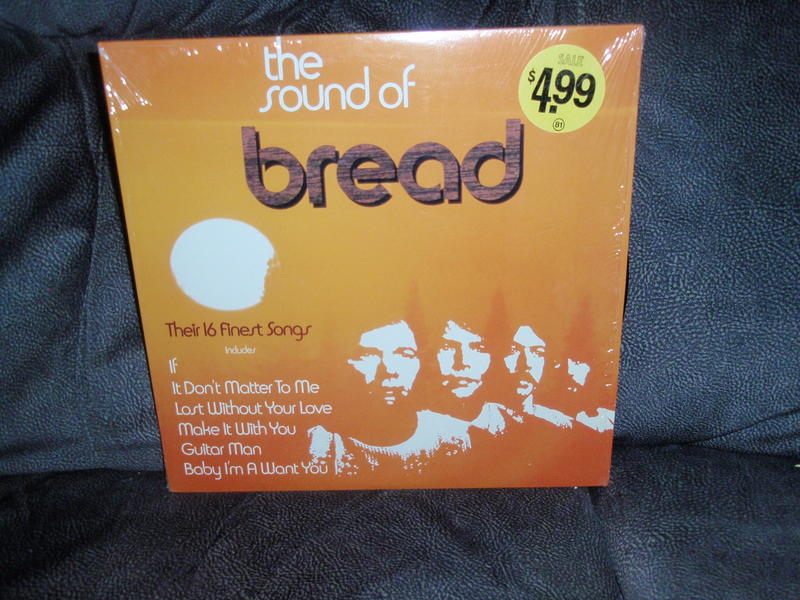 the
sound of
bread
SALE
$4.99
81
Their 16 Finest Songs
Includes
If
It Don't Matter To Me
Lost Without Your Love
Make It With You
Guitar Man
Baby I'm A Want You